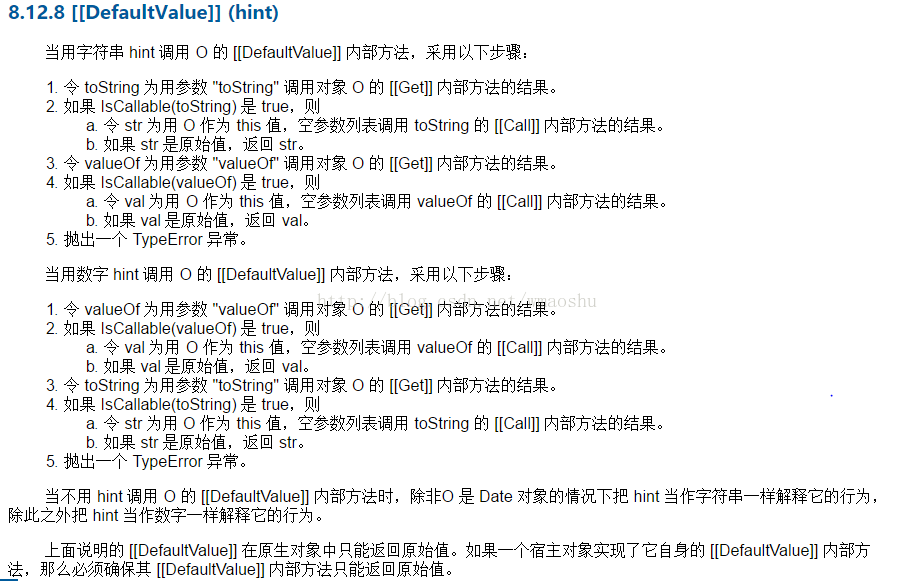 8.12.8 [[DefaultValue]] (hint)
当用字符串 hint 调用 O 的 [[DefaultValue]] 内部方法，采用以下步骤：
1. 令 toString 为用参数 "toString" 调用对象 O 的 [[Get]] 内部方法的结果。
2. 如果 IsCallable(toString) 是 true，则
a. 令 str 为用 O 作为 this 值，空参数列表调用 toString 的 [[Call]] 内部方法的结果。
b. 如果 str 是原始值，返回 str。
3. 令 valueOf 为用参数 "valueOf" 调用对象 O 的 [[Get]] 内部方法的结果。
4. 如果 IsCallable(valueOf) 是 true，则
a. 令 val 为用 O 作为 this 值，空参数列表调用 valueOf 的 [[Call]] 内部方法的结果。
b. 如果 val 是原始值，返回 val。
5. 抛出一个 TypeError 异常。
当用数字 hint 调用 O 的 [[DefaultValue]] 内部方法，采用以下步骤：
1. 令 valueOf 为用参数 "valueOf" 调用对象 O 的 [[Get]] 内部方法的结果。
2. 如果 IsCallable(valueOf) 是 true，则
a. 令 val 为用 O 作为 this 值，空参数列表调用 valueOf 的 [[Call]] 内部方法的结果。
b. 如果 val 是原始值，返回 val。
3. 令 toString 为用参数 "toString" 调用对象 O 的 [[Get]] 内部方法的结果。
4. 如果 IsCallable(toString) 是 true，则
a. 令 str 为用 O 作为 this 值，空参数列表调用 toString 的 [[Call]] 内部方法的结果。
b. 如果 str 是原始值，返回 str。
5. 抛出一个 TypeError 异常。
当不用 hint 调用 O 的 [[DefaultValue]] 内部方法时，除非O 是 Date 对象的情况下把 hint 当作字符串一样解释它的行为，
除此之外把 hint 当作数字一样解释它的行为。
上面说明的 [[DefaultValue]] 在原生对象中只能返回原始值。如果一个宿主对象实现了它自身的 [[DefaultValue]] 内部方
法，那么必须确保其 [[DefaultValue]] 内部方法只能返回原始值。